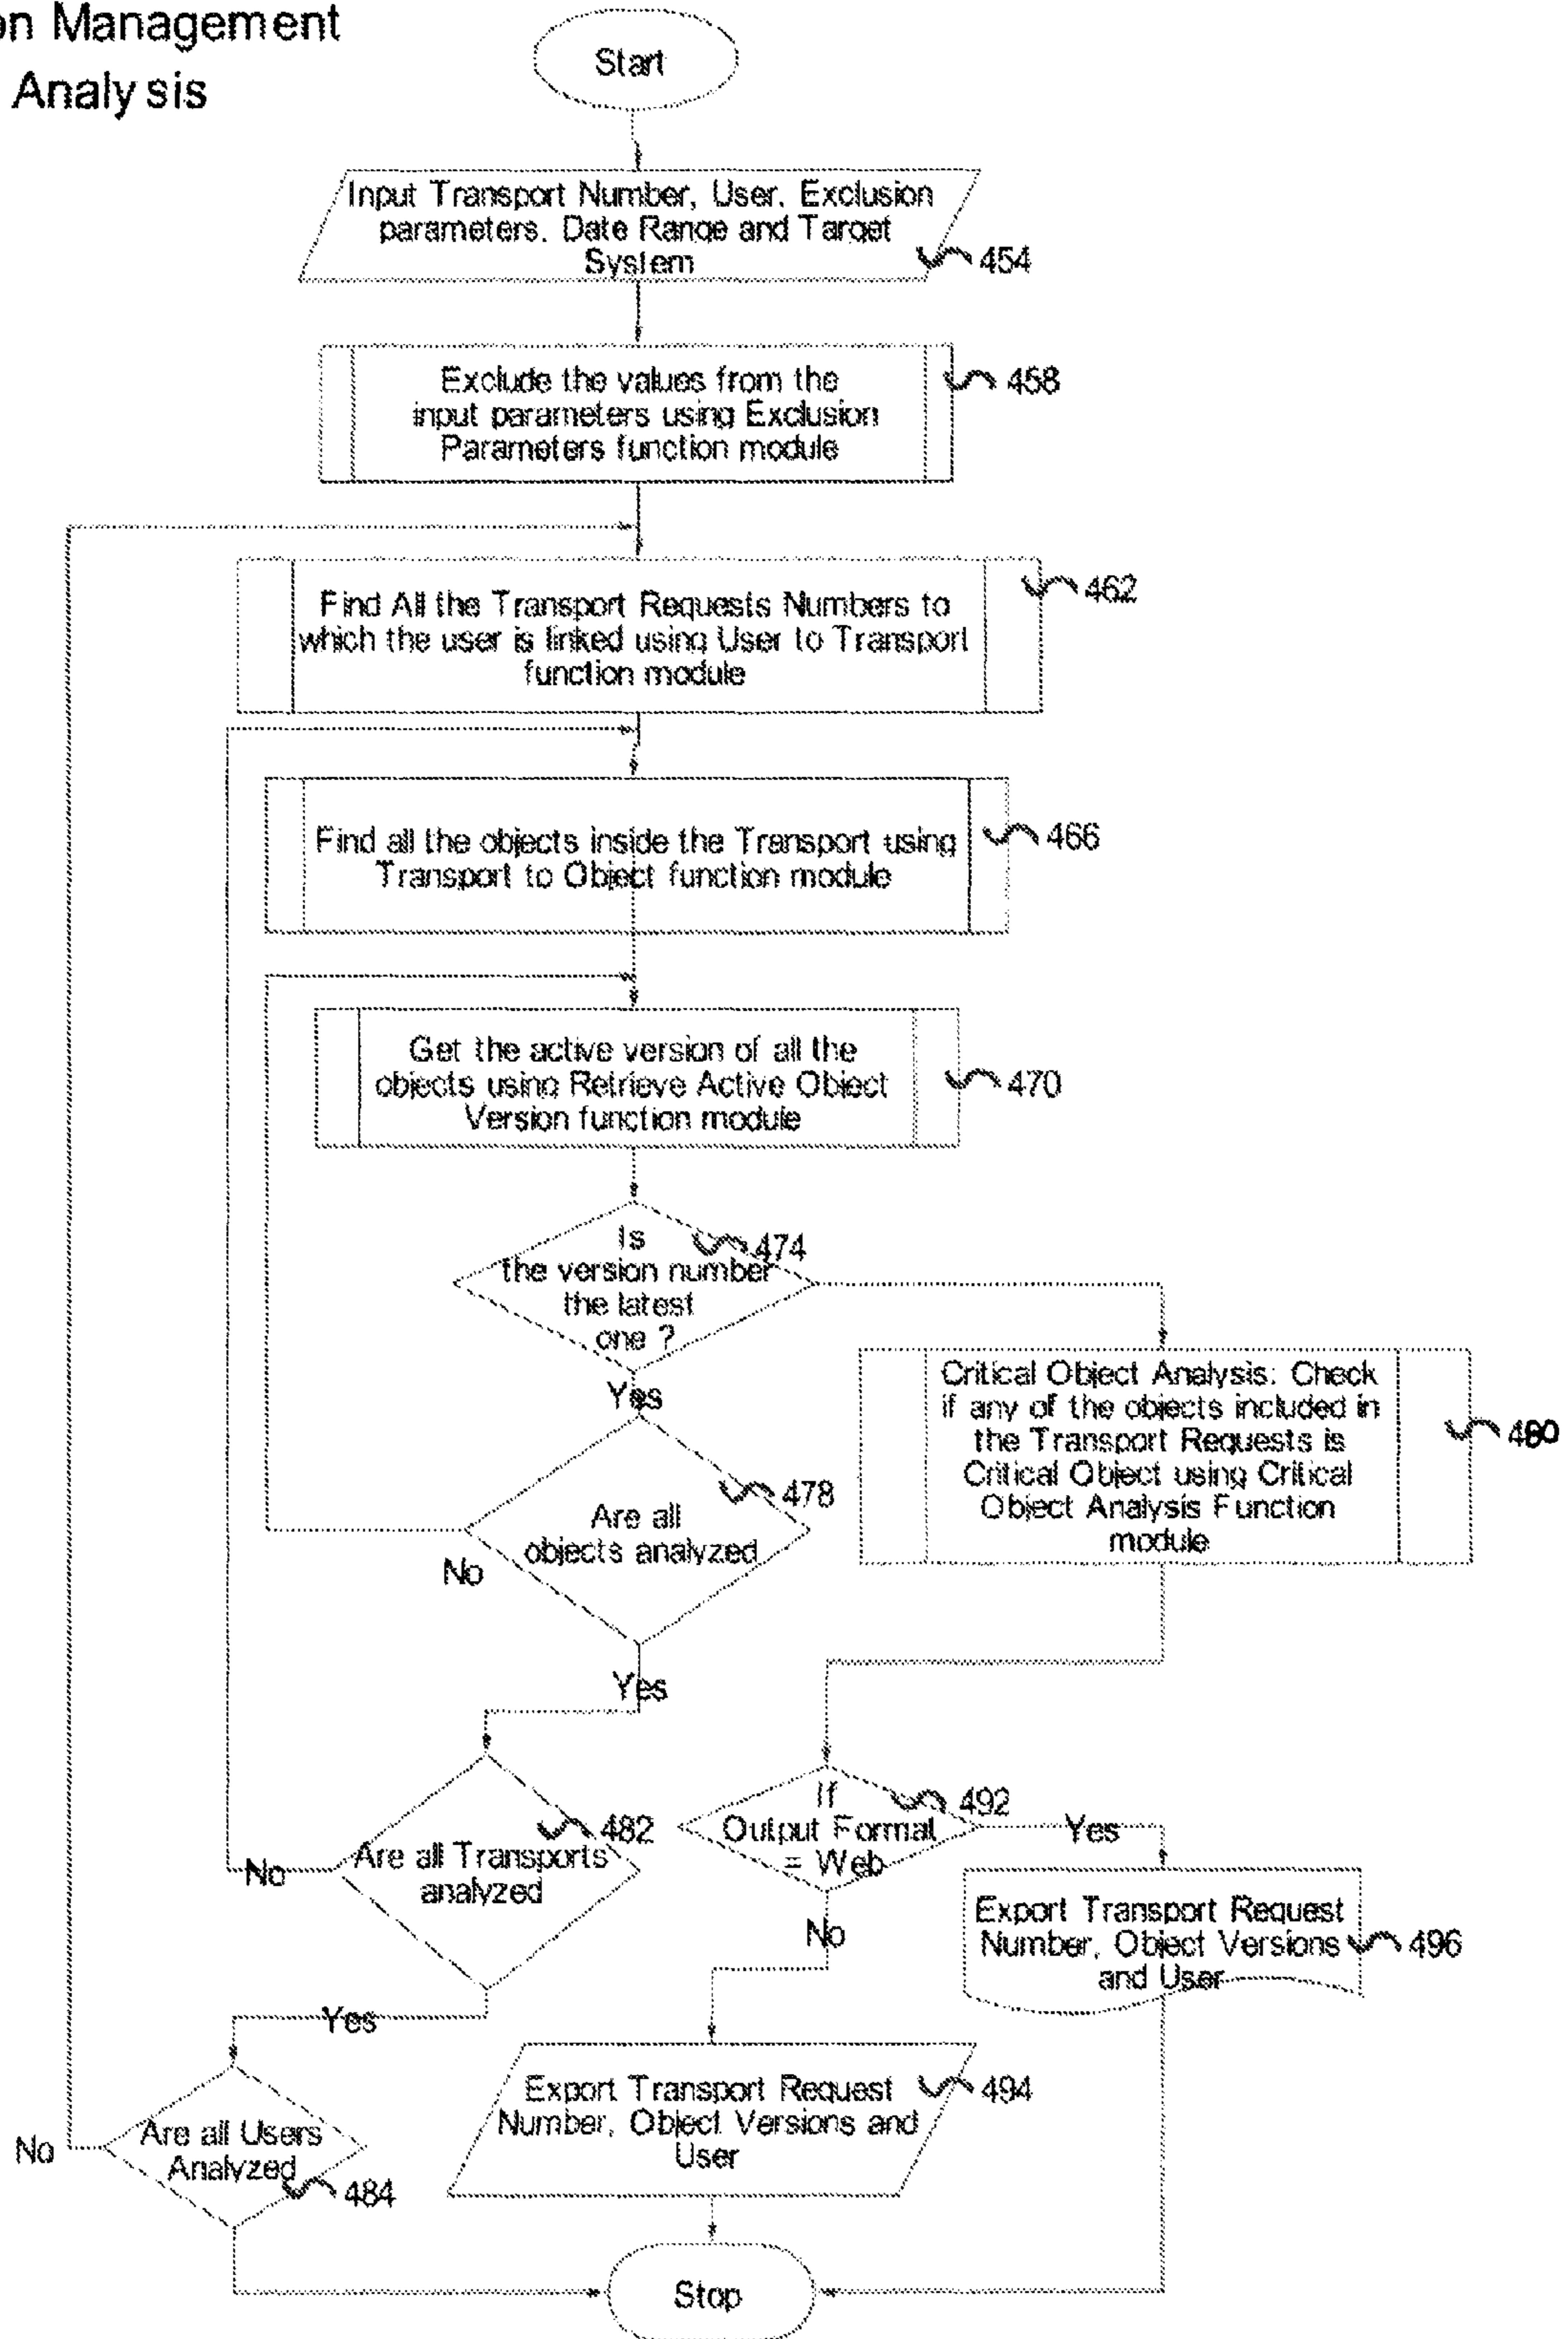 on Management
Analysis
Start
Input Transport Number, User, Exclusion
parameters, Date Range and Target
System
454
Exclude the values from the
input parameters using Exclusion
Parameters function module
458
Find All the Transport Requests Numbers to
which the user is linked using User to Transport
function module
462
Find all the objects inside the Transport using
Transport to Object function module
466
Get the active version of all the
objects using Retrieve Active Object
Version function module
470
Is
the version number
the latest
one ?
474
Yes
Critical Object Analysis: Check
if any of the objects included in
the Transport Requests is
Critical Object using Critical
Object Analysis Function
module
Are all
objects analyzed
478
No
Yes
Are all Transports
analyzed
482
No
Yes
If
Output Format
= Web
492
Yes
No
Export Transport Request
Number, Object Versions
and User
496
Export Transport Request
Number, Object Versions and
User
494
Are all Users
Analyzed
484
No
Stop